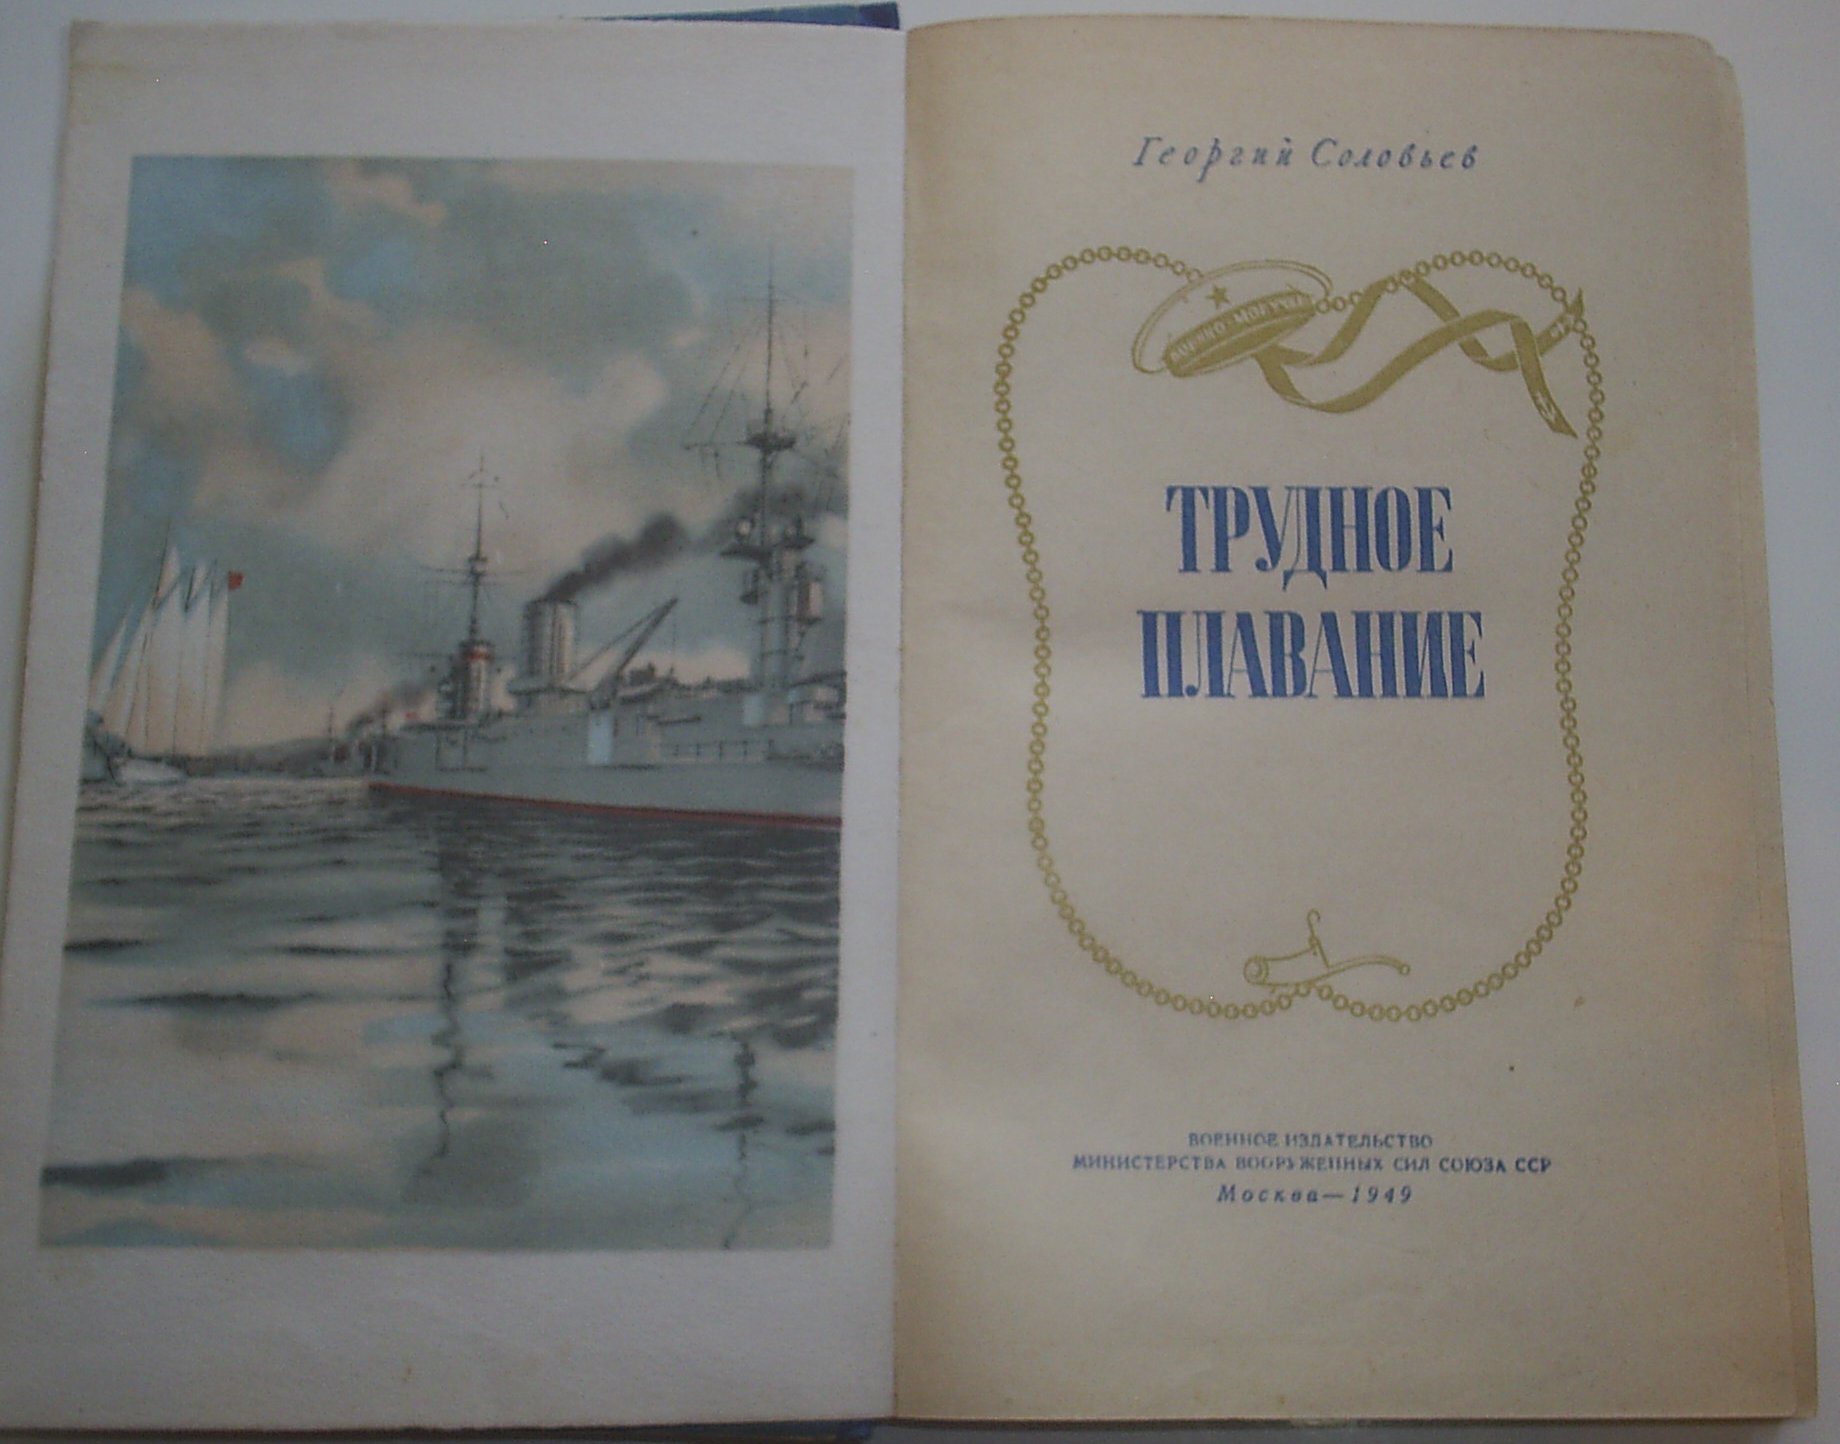 Георгий Соловьев
ТРУДНОЕ
ПЛАВАНИЕ
ВОЕННОЕ ИЗДАТЕЛЬСТВО
МИНИСТЕРСТВА ВООРУЖЕННЫХ СИЛ СОЮЗА ССР
Москва — 1949